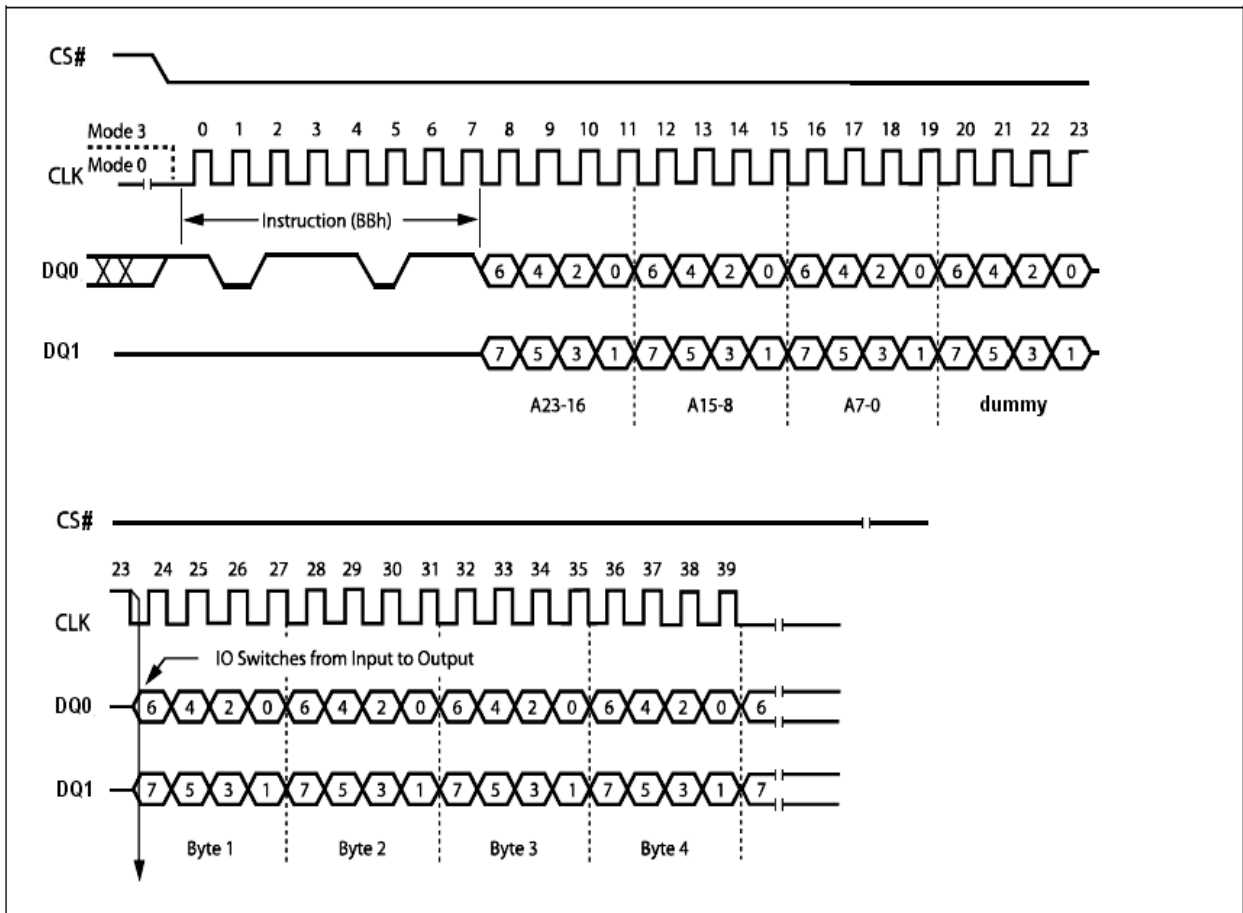 CS#
Mode 3
0 1 2 3 4 5 6 7 8 9 10 11 12 13 14 15 16 17 18 19 20 21 22 23
Mode 0
CLK
Instruction (BBh)
DQ0 6 4 2 0 6 4 2 0 6 4 2 0 6 4 2 0
DQ1 7 5 3 1 7 5 3 1 7 5 3 1 7 5 3 1
A23-16 A15-8 A7-0 dummy
CS#
23 24 25 26 27 28 29 30 31 32 33 34 35 36 37 38 39
CLK
IO Switches from Input to Output
DQ0 6 4 2 0 6 4 2 0 6 4 2 0 6 4 2 0 6
DQ1 7 5 3 1 7 5 3 1 7 5 3 1 7 5 3 1 7
Byte 1 Byte 2 Byte 3 Byte 4